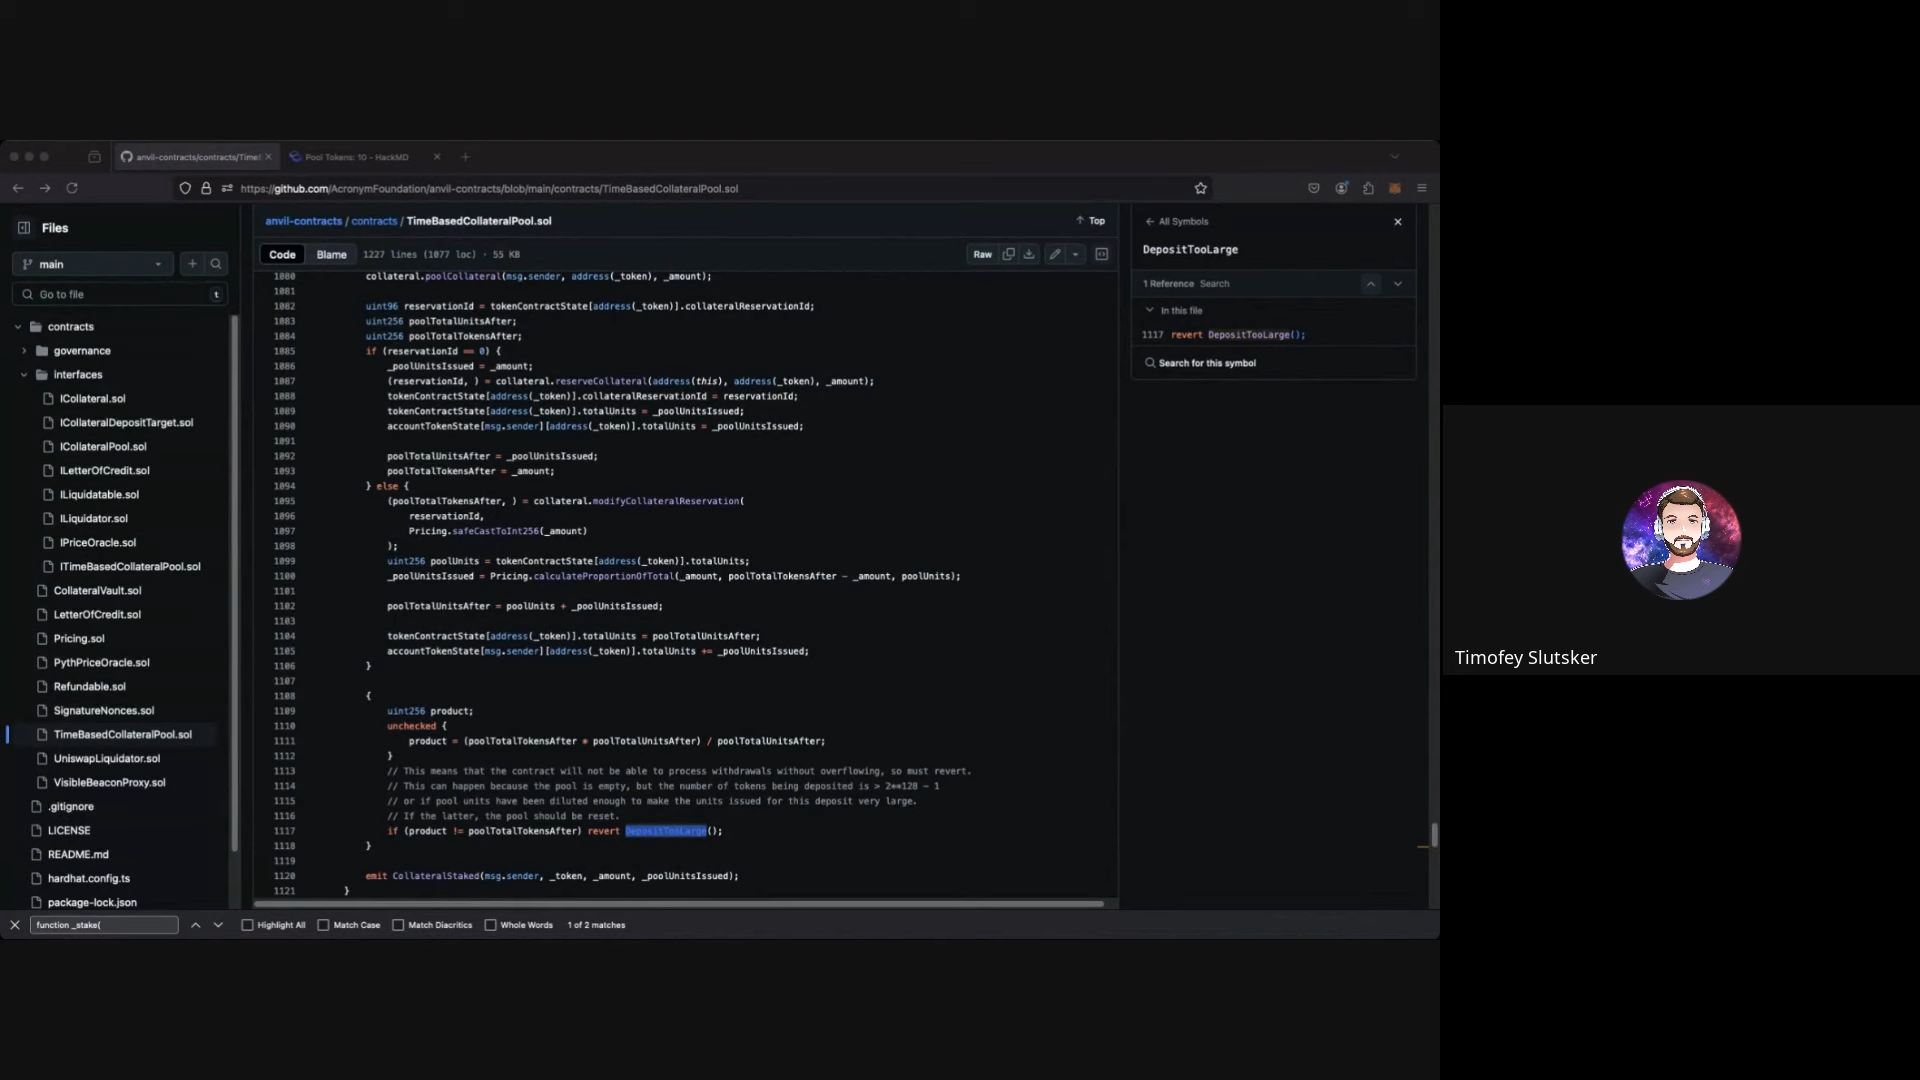 anvil-contracts/contracts/Time
Pool Tokens: 10 - HackMD
https://github.com/AcronymFoundation/anvil-contracts/blob/main/contracts/TimeBasedCollateralPool.sol
Files
main
Go to file
t
contracts
governance
interfaces
ICollateral.sol
ICollateralDepositTarget.sol
ICollateralPool.sol
ILetterOfCredit.sol
ILiquidatable.sol
ILiquidator.sol
IPriceOracle.sol
ITimeBasedCollateralPool.sol
CollateralVault.sol
LetterOfCredit.sol
Pricing.sol
PythPriceOracle.sol
Refundable.sol
SignatureNonces.sol
TimeBasedCollateralPool.sol
UniswapLiquidator.sol
VisibleBeaconProxy.sol
.gitignore
LICENSE
README.md
hardhat.config.ts
package-lock.json
anvil-contracts / contracts / TimeBasedCollateralPool.sol
Top
Code
Blame
1227 lines (1077 loc) · 55 KB
Raw
1080 collateral.poolCollateral(msg.sender, address(_token), _amount);
1081
1082 uint96 reservationId = tokenContractState[address(_token)].collateralReservationId;
1083 uint256 poolTotalUnitsAfter;
1084 uint256 poolTotalTokensAfter;
1085 if (reservationId == 0) {
1086 _poolUnitsIssued = _amount;
1087 (reservationId, ) = collateral.reserveCollateral(address(this), address(_token), _amount);
1088 tokenContractState[address(_token)].collateralReservationId = reservationId;
1089 tokenContractState[address(_token)].totalUnits = _poolUnitsIssued;
1090 accountTokenState[msg.sender][address(_token)].totalUnits = _poolUnitsIssued;
1091
1092 poolTotalUnitsAfter = _poolUnitsIssued;
1093 poolTotalTokensAfter = _amount;
1094 } else {
1095 (poolTotalTokensAfter, ) = collateral.modifyCollateralReservation(
1096 reservationId,
1097 Pricing.safeCastToInt256(_amount)
1098 );
1099 uint256 poolUnits = tokenContractState[address(_token)].totalUnits;
1100 _poolUnitsIssued = Pricing.calculateProportionOfTotal(_amount, poolTotalTokensAfter - _amount, poolUnits);
1101
1102 poolTotalUnitsAfter = poolUnits + _poolUnitsIssued;
1103
1104 tokenContractState[address(_token)].totalUnits = poolTotalUnitsAfter;
1105 accountTokenState[msg.sender][address(_token)].totalUnits += _poolUnitsIssued;
1106 }
1107
1108 {
1109 uint256 product;
1110 unchecked {
1111 product = (poolTotalTokensAfter * poolTotalUnitsAfter) / poolTotalUnitsAfter;
1112 }
1113 // This means that the contract will not be able to process withdrawals without overflowing, so must revert.
1114 // This can happen because the pool is empty, but the number of tokens being deposited is > 2**128 - 1
1115 // or if pool units have been diluted enough to make the units issued for this deposit very large.
1116 // If the latter, the pool should be reset.
1117 if (product != poolTotalTokensAfter) revert DepositTooLarge();
1118 }
1119
1120 emit CollateralStaked(msg.sender, _token, _amount, _poolUnitsIssued);
1121 }
All Symbols
DepositTooLarge
1 Reference Search
In this file
1117 revert DepositTooLarge();
Search for this symbol
function _stake(
Highlight All
Match Case
Match Diacritics
Whole Words
1 of 2 matches
Timofey Slutsker